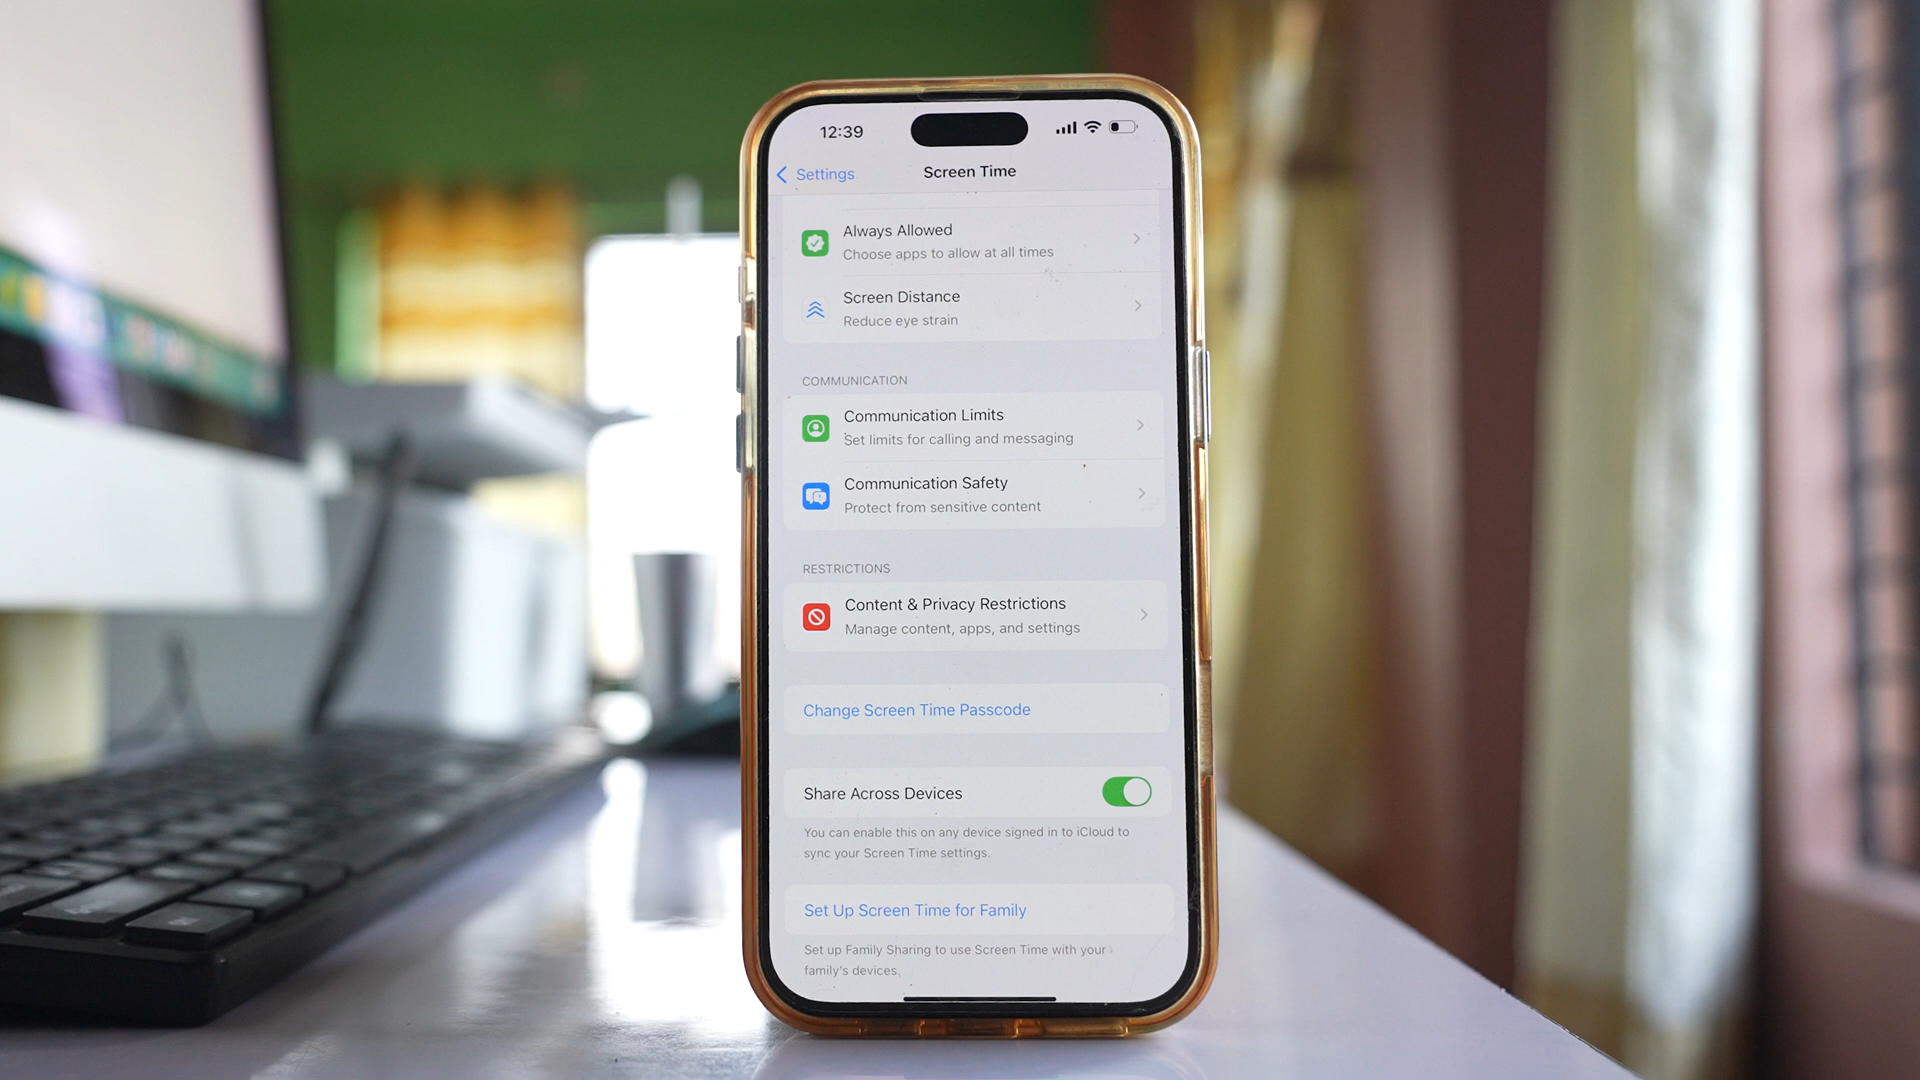 12:39
Settings
Screen Time
Always Allowed
Choose apps to allow at all times
Screen Distance
Reduce eye strain
COMMUNICATION
Communication Limits
Set limits for calling and messaging
Communication Safety
Protect from sensitive content
RESTRICTIONS
Content & Privacy Restrictions
Manage content, apps, and settings
Change Screen Time Passcode
Share Across Devices
You can enable this on any device signed in to iCloud to
sync your Screen Time settings.
Set Up Screen Time for Family
Set up Family Sharing to use Screen Time with your
family's devices.